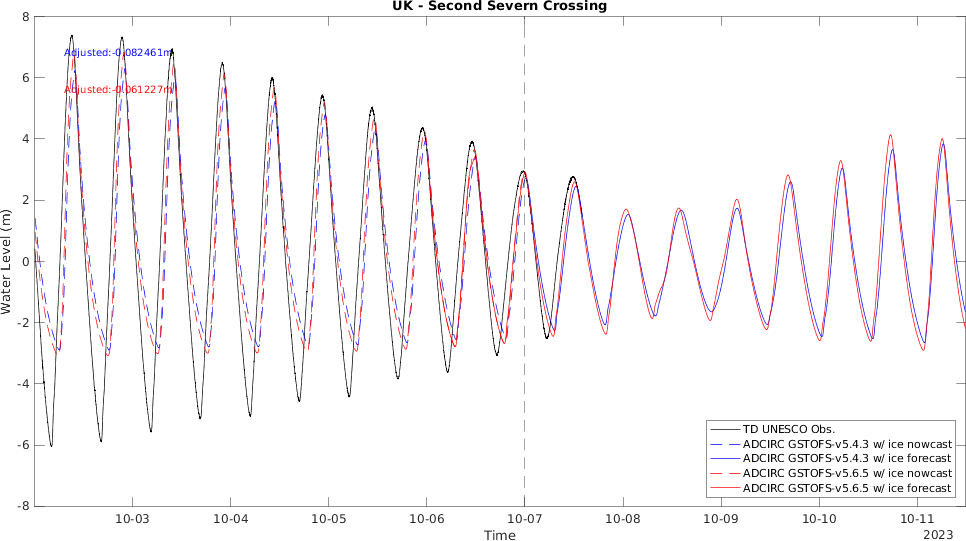 UK - Second Severn Crossing
8
6
4
2
0
-2
-4
-6
-8
Water Level (m)
Adjusted:-0.082461m
Adjusted:-0.061227m
TD UNESCO Obs.
ADCIRC GSTOFS-v5.4.3 w/ ice nowcast
ADCIRC GSTOFS-v5.4.3 w/ ice forecast
ADCIRC GSTOFS-v5.6.5 w/ ice nowcast
ADCIRC GSTOFS-v5.6.5 w/ ice forecast
10-03 10-04 10-05 10-06 10-07 10-08 10-09 10-10 10-11
2023
Time